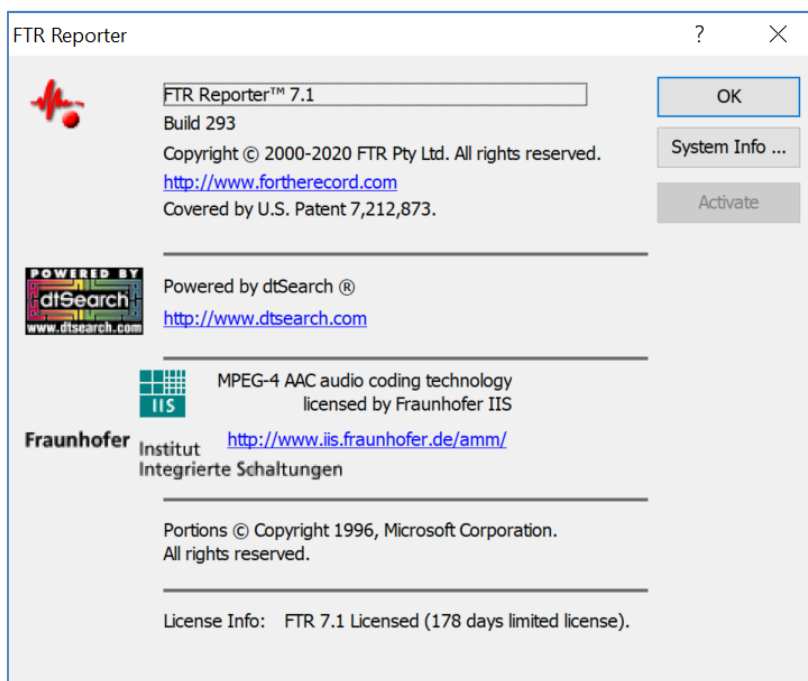 FTR Reporter
?
FTR Reporter™ 7.1
OK
Build 293
Copyright © 2000-2020 FTR Pty Ltd. All rights reserved.
System Info ...
http://www.fortherecord.com
Covered by U.S. Patent 7,212,873.
Activate
POWERED BY
dtSearch
www.dtsearch.com
Powered by dtSearch ®
http://www.dtsearch.com
IIS
MPEG-4 AAC audio coding technology
licensed by Fraunhofer IIS
Fraunhofer
Institut
Integrierte Schaltungen
http://www.iis.fraunhofer.de/amm/
Portions © Copyright 1996, Microsoft Corporation.
All rights reserved.
License Info: FTR 7.1 Licensed (178 days limited license).